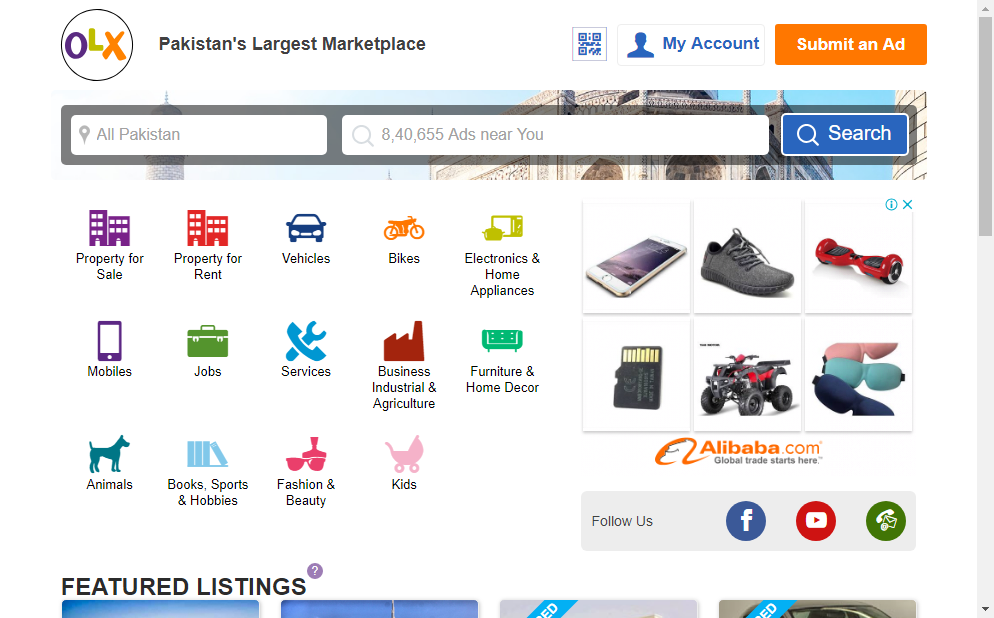 OLX
Pakistan's Largest Marketplace
My Account
Submit an Ad
All Pakistan
8,40,655 Ads near You
Search
Property for
Sale
Property for
Rent
Vehicles
Bikes
Electronics &
Home
Appliances
Mobiles
Jobs
Services
Business
Industrial &
Agriculture
Furniture &
Home Decor
Animals
Books, Sports
& Hobbies
Fashion &
Beauty
Kids
Alibaba.com
Global trade starts here.™
Follow Us
FEATURED LISTINGS
?